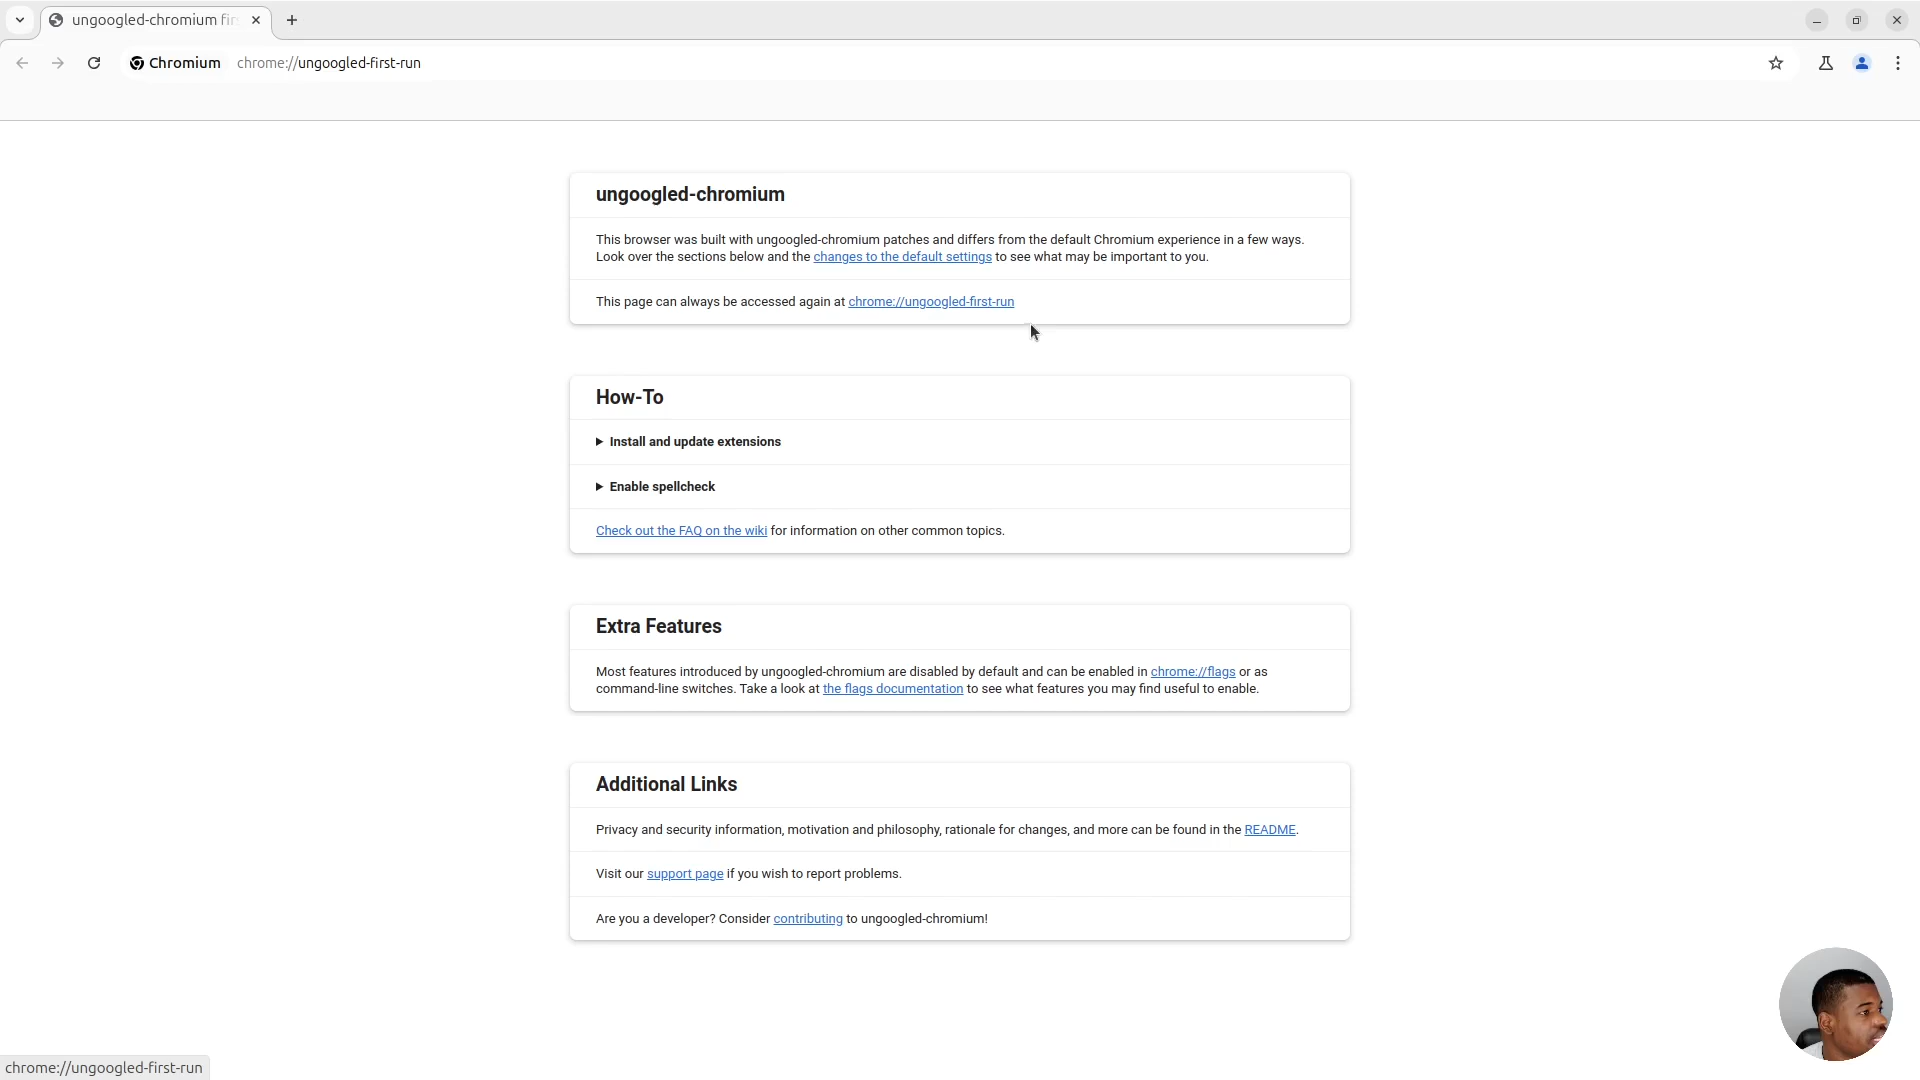 ungoogled-chromium fir
Chromium chrome://ungoogled-first-run
ungoogled-chromium
This browser was built with ungoogled-chromium patches and differs from the default Chromium experience in a few ways.
Look over the sections below and the changes to the default settings to see what may be important to you.
This page can always be accessed again at chrome://ungoogled-first-run
How-To
Install and update extensions
Enable spellcheck
Check out the FAQ on the wiki for information on other common topics.
Extra Features
Most features introduced by ungoogled-chromium are disabled by default and can be enabled in chrome://flags or as
command-line switches. Take a look at the flags documentation to see what features you may find useful to enable.
Additional Links
Privacy and security information, motivation and philosophy, rationale for changes, and more can be found in the README.
Visit our support page if you wish to report problems.
Are you a developer? Consider contributing to ungoogled-chromium!
chrome://ungoogled-first-run